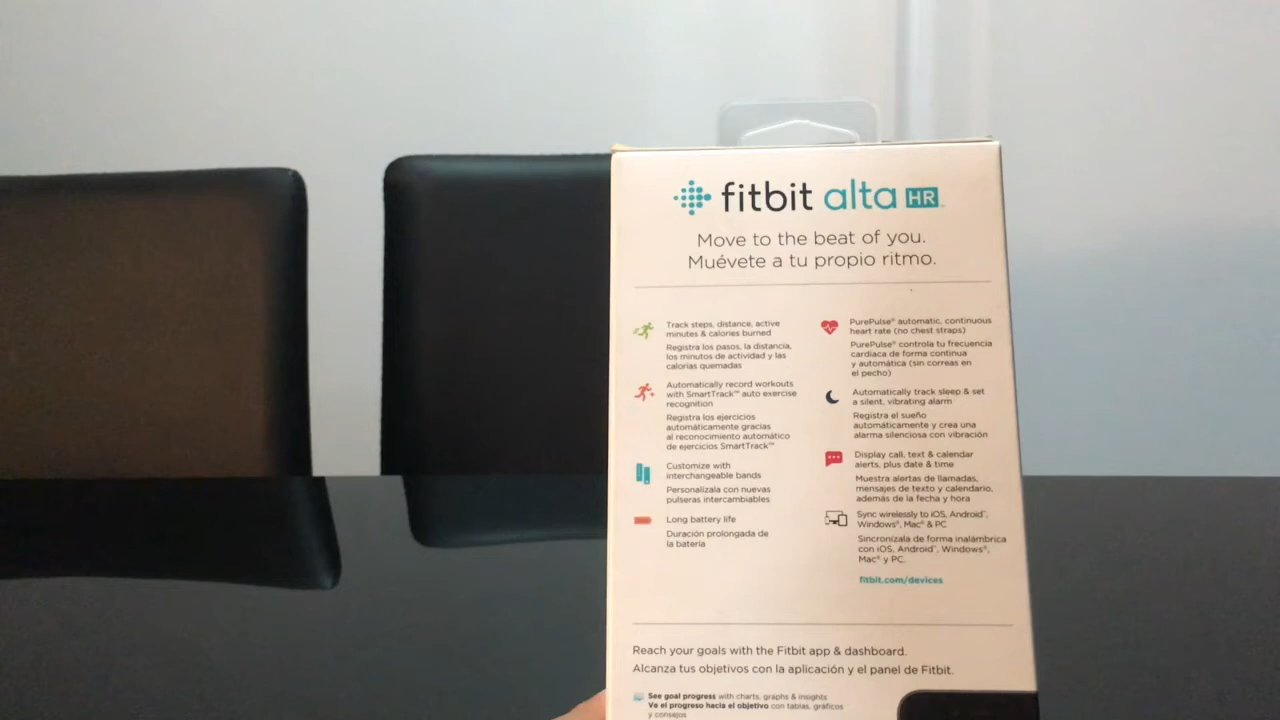 fitbit alta HR
Move to the beat of you.
Muévete a tu propio ritmo.
Track steps, distance, active
minutes & calories burned
Registra los pasos, la distancia,
los minutos de actividad y las
calorías quemadas
Automatically record workouts
with SmartTrack™ auto exercise
recognition
Registra los ejercicios
automáticamente gracias
al reconocimiento automático
de ejercicios SmartTrack™
Customize with
interchangeable bands
Personalízala con nuevas
pulseras intercambiables
Long battery life
Duración prolongada de
la batería
PurePulse® automatic, continuous
heart rate (no chest straps)
PurePulse® controla tu frecuencia
cardíaca de forma continua
y automática (sin correas en
el pecho)
Automatically track sleep & set
a silent, vibrating alarm
Registra el sueño
automáticamente y crea una
alarma silenciosa con vibración
Display call, text & calendar
alerts, plus date & time
Muestra alertas de llamadas,
mensajes de texto y calendario,
además de la fecha y hora
Sync wirelessly to iOS, Android™,
Windows®, Mac® & PC
Sincronízala de forma inalámbrica
con iOS, Android™, Windows®,
Mac® y PC.
fitbit.com/devices
Reach your goals with the Fitbit app & dashboard.
Alcanza tus objetivos con la aplicación y el panel de Fitbit.
See goal progress with charts, graphs & insights
Ve el progreso hacia el objetivo con tablas, gráficos
y consejos